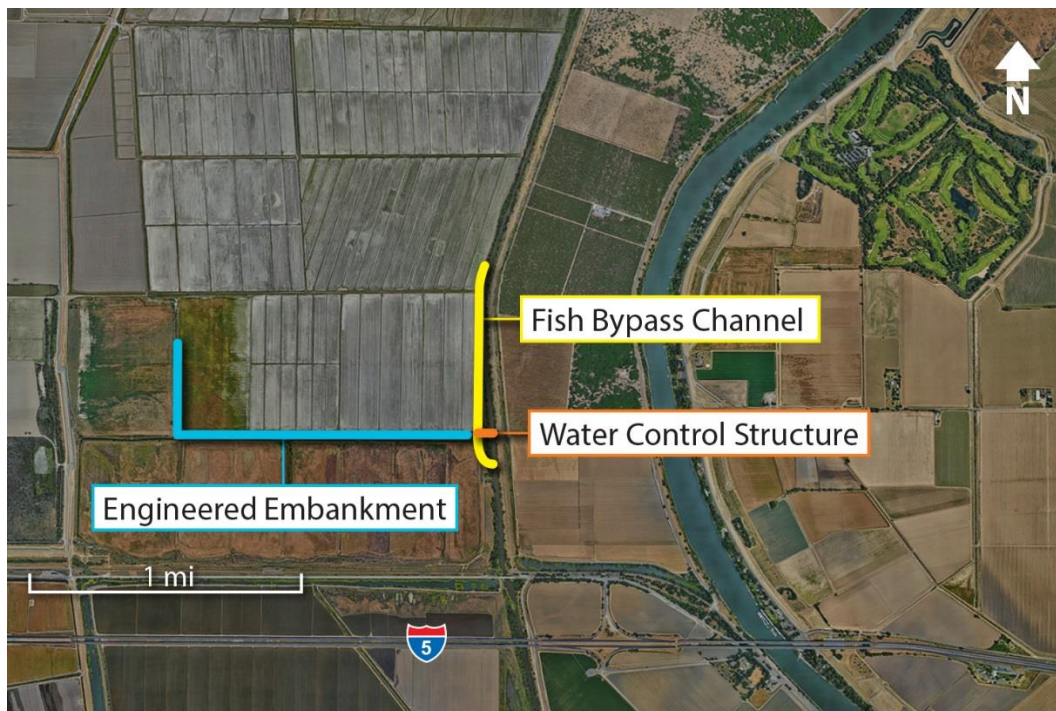 N
Fish Bypass Channel
Water Control Structure
Engineered Embankment
1 mi
5